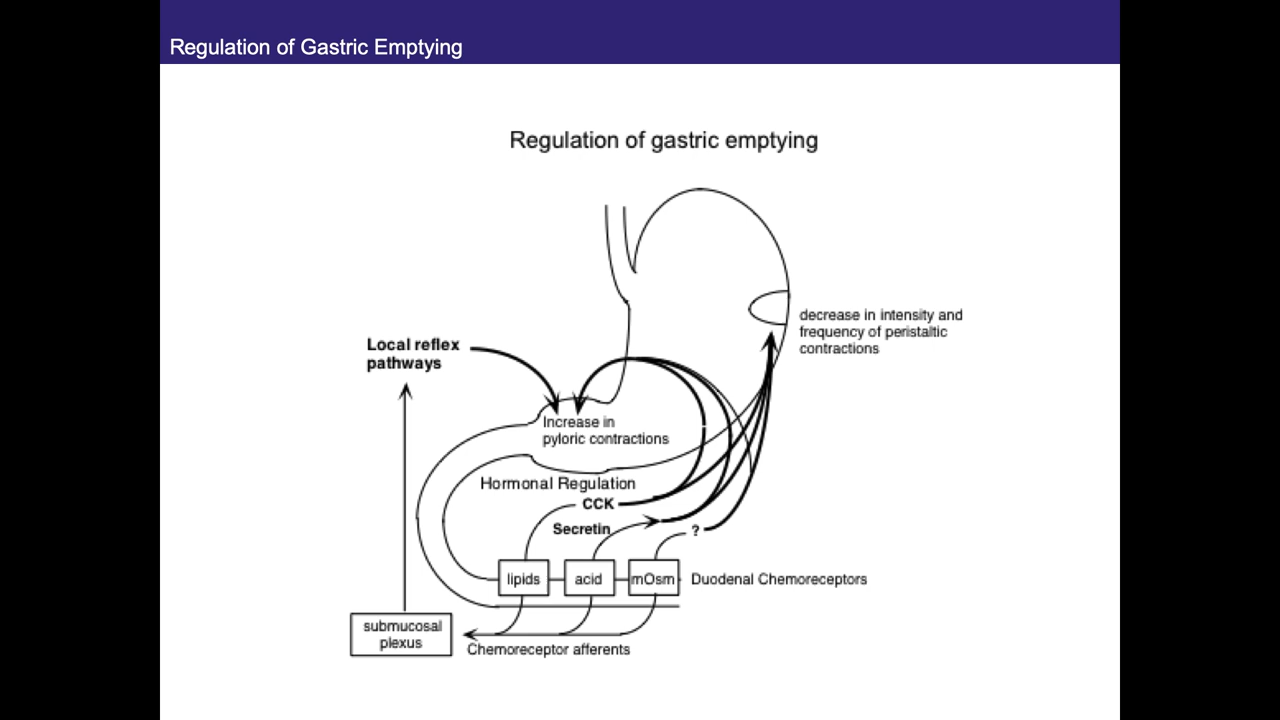 Regulation of Gastric Emptying
Regulation of gastric emptying
decrease in intensity and
frequency of peristaltic
contractions
Local reflex
pathways
Increase in
pyloric contractions
Hormonal Regulation
CCK
Secretin
?
lipids
acid
mOsm
Duodenal Chemoreceptors
submucosal
plexus
Chemoreceptor afferents